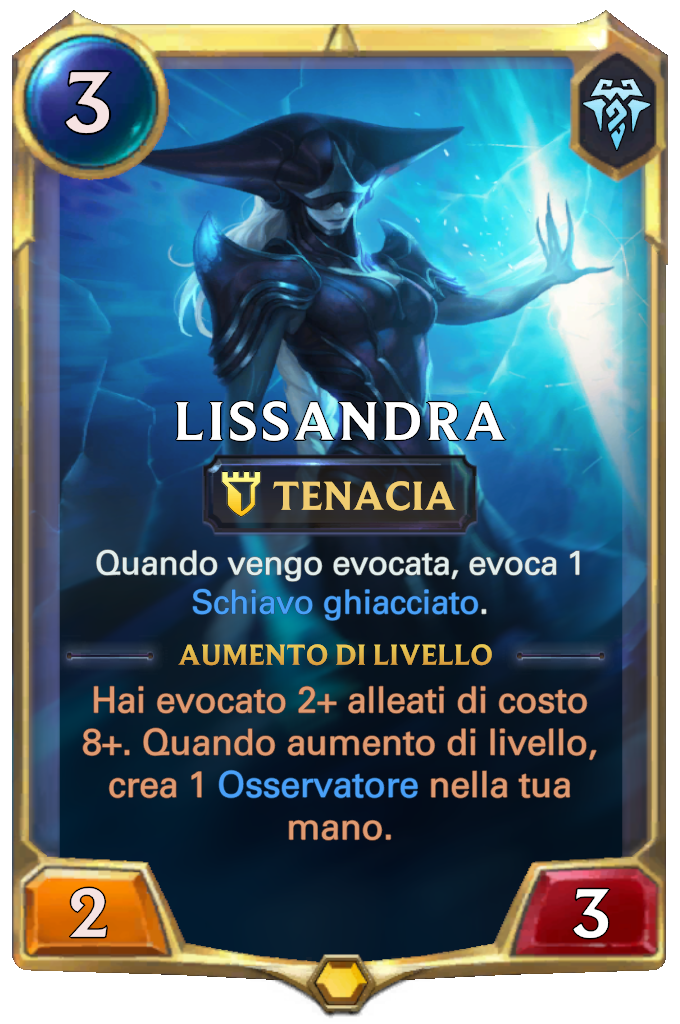 3
LISSANDRA
TENACIA
Quando vengo evocata, evoca 1
Schiavo ghiacciato.
AUMENTO DI LIVELLO
Hai evocato 2+ alleati di costo
8+. Quando aumento di livello,
crea 1 Osservatore nella tua
mano.
2
3